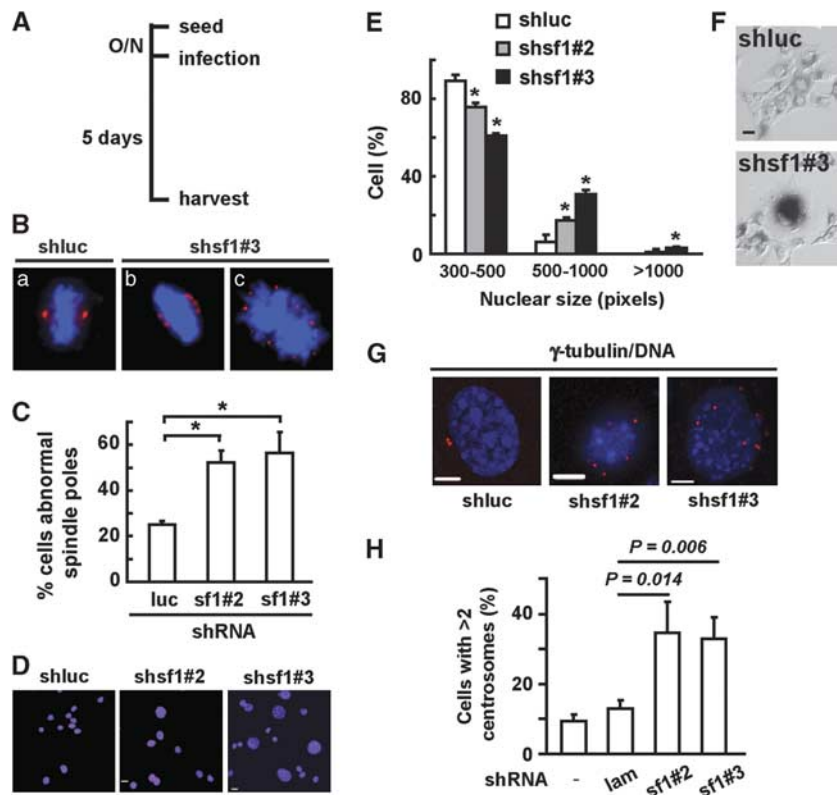 A
O/N
seed
infection
5 days
harvest
B
shluc shsf1#3
a b c
C
% cells abnormal
spindle poles
60
40
20
0
* *
luc sf1#2 sf1#3
shRNA
D
shluc shsf1#2 shsf1#3
E
shluc
shsf1#2
shsf1#3
Cell (%)
80
40
0
* * * * *
300-500 500-1000 >1000
Nuclear size (pixels)
F
shluc
shsf1#3
G
γ-tubulin/DNA
shluc shsf1#2 shsf1#3
H
P = 0.006
P = 0.014
Cells with >2
centrosomes (%)
60
40
20
0
shRNA - lam sf1#2 sf1#3